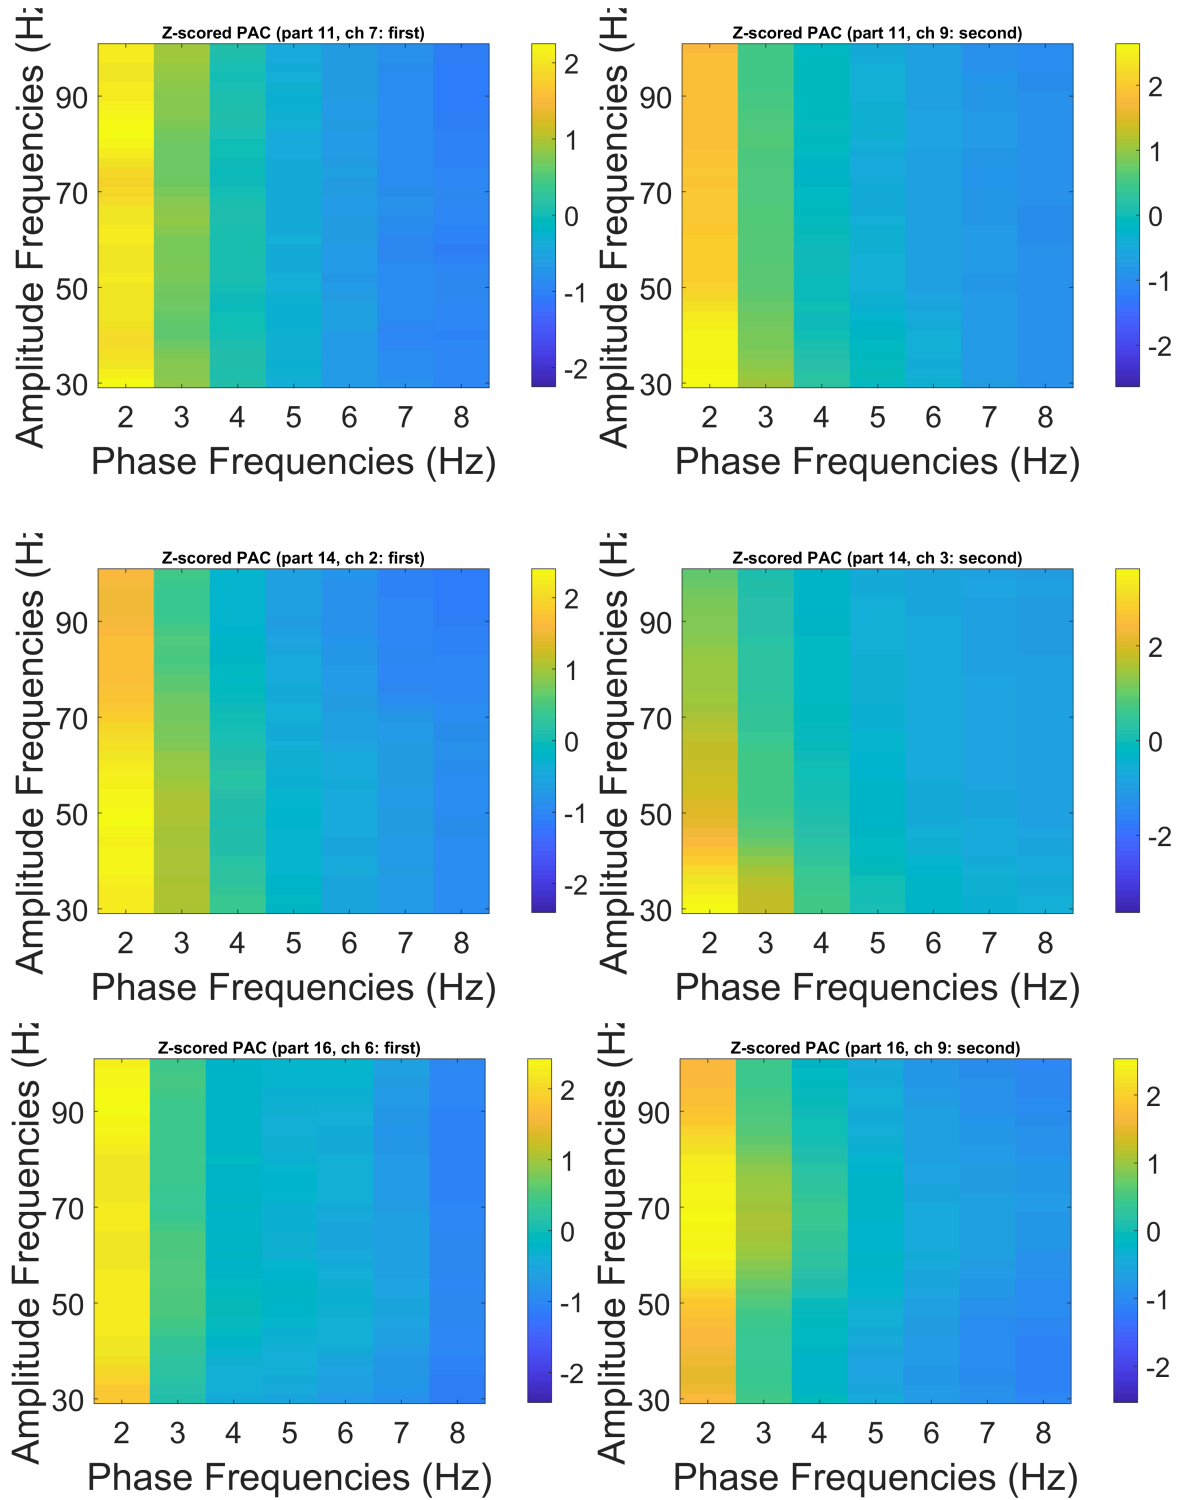 Z-scored PAC (part 11, ch 7: first)
Amplitude Frequencies (Hz
90
70
50
30
2 3 4 5 6 7 8
Phase Frequencies (Hz)
2
1
0
-1
-2
Z-scored PAC (part 11, ch 9: second)
Amplitude Frequencies (Hz
90
70
50
30
2 3 4 5 6 7 8
Phase Frequencies (Hz)
2
1
0
-1
-2
Z-scored PAC (part 14, ch 2: first)
Amplitude Frequencies (Hz
90
70
50
30
2 3 4 5 6 7 8
Phase Frequencies (Hz)
2
1
0
-1
-2
Z-scored PAC (part 14, ch 3: second)
Amplitude Frequencies (Hz
90
70
50
30
2 3 4 5 6 7 8
Phase Frequencies (Hz)
2
0
-2
Z-scored PAC (part 16, ch 6: first)
Amplitude Frequencies (Hz
90
70
50
30
2 3 4 5 6 7 8
Phase Frequencies (Hz)
2
1
0
-1
-2
Z-scored PAC (part 16, ch 9: second)
Amplitude Frequencies (Hz
90
70
50
30
2 3 4 5 6 7 8
Phase Frequencies (Hz)
2
1
0
-1
-2